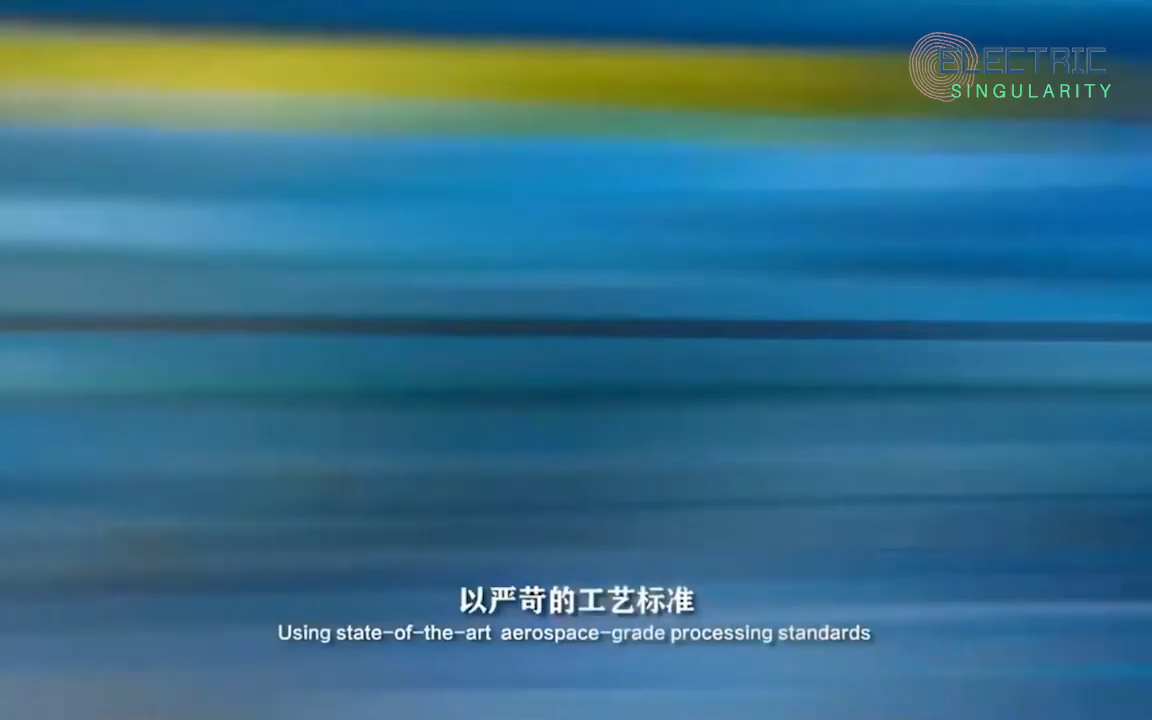 ELECTRIC
SINGULARITY
以严苛的工艺标准
Using state-of-the-art aerospace-grade processing standards